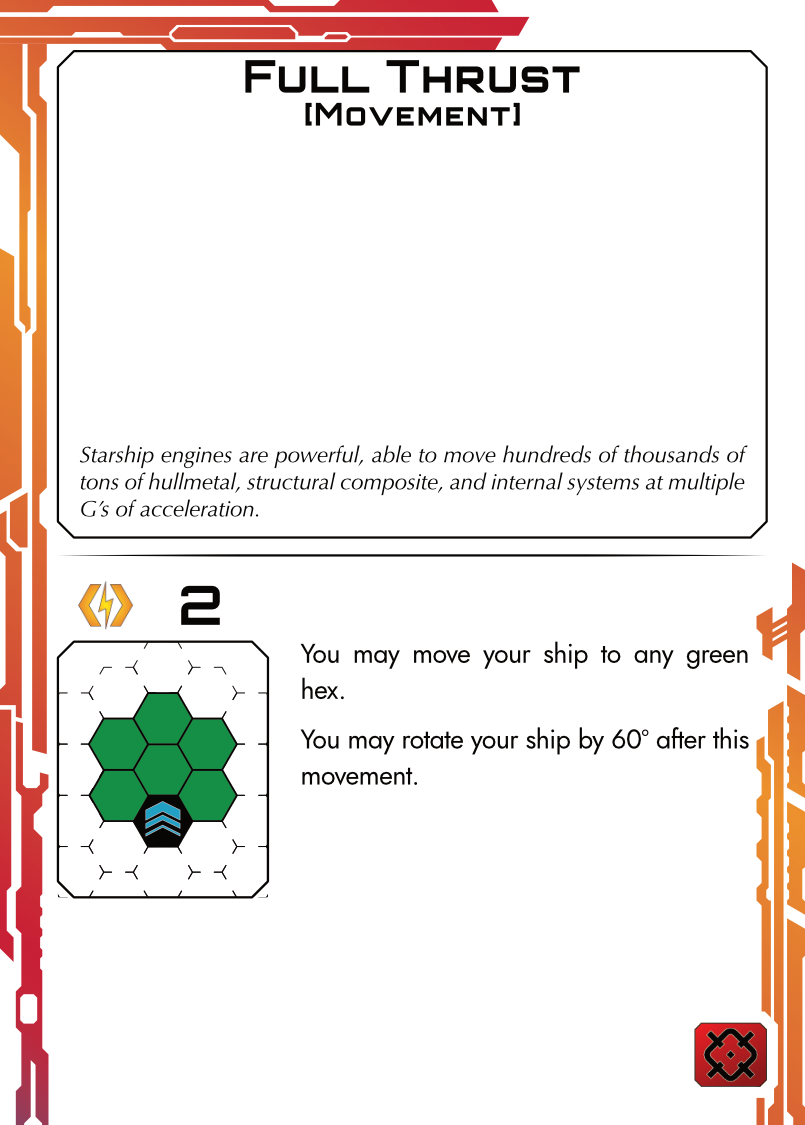 Full Thrust
[Movement]
Starship engines are powerful, able to move hundreds of thousands of
tons of hullmetal, structural composite, and internal systems at multiple
G’s of acceleration.
2
You may move your ship to any green
hex.
You may rotate your ship by 60° after this
movement.